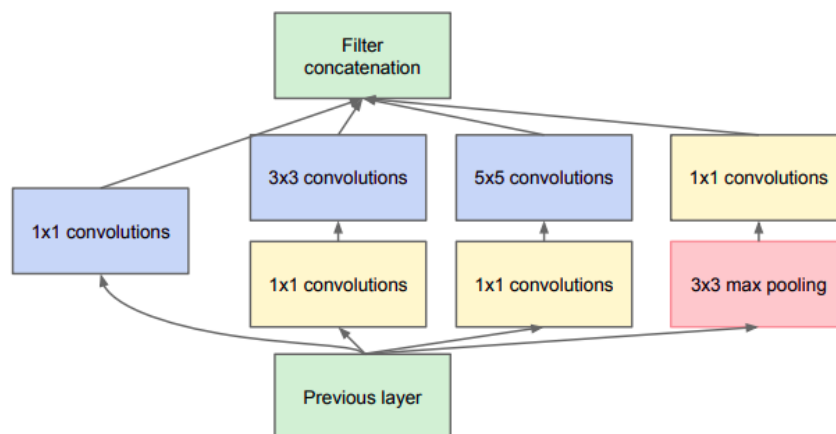 Filter
concatenation
3x3 convolutions
5x5 convolutions
1x1 convolutions
1x1 convolutions
1x1 convolutions
1x1 convolutions
3x3 max pooling
Previous layer